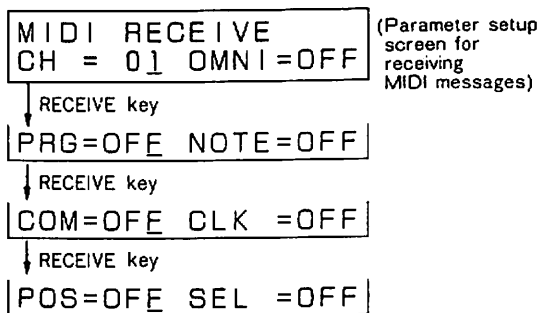 MIDI RECEIVE
CH = 01 OMNI=OFF
(Parameter setup
screen for
receiving
MIDI messages)
RECEIVE key
PRG=OFF NOTE=OFF
RECEIVE key
COM=OFF CLK =OFF
RECEIVE key
POS=OFF SEL =OFF